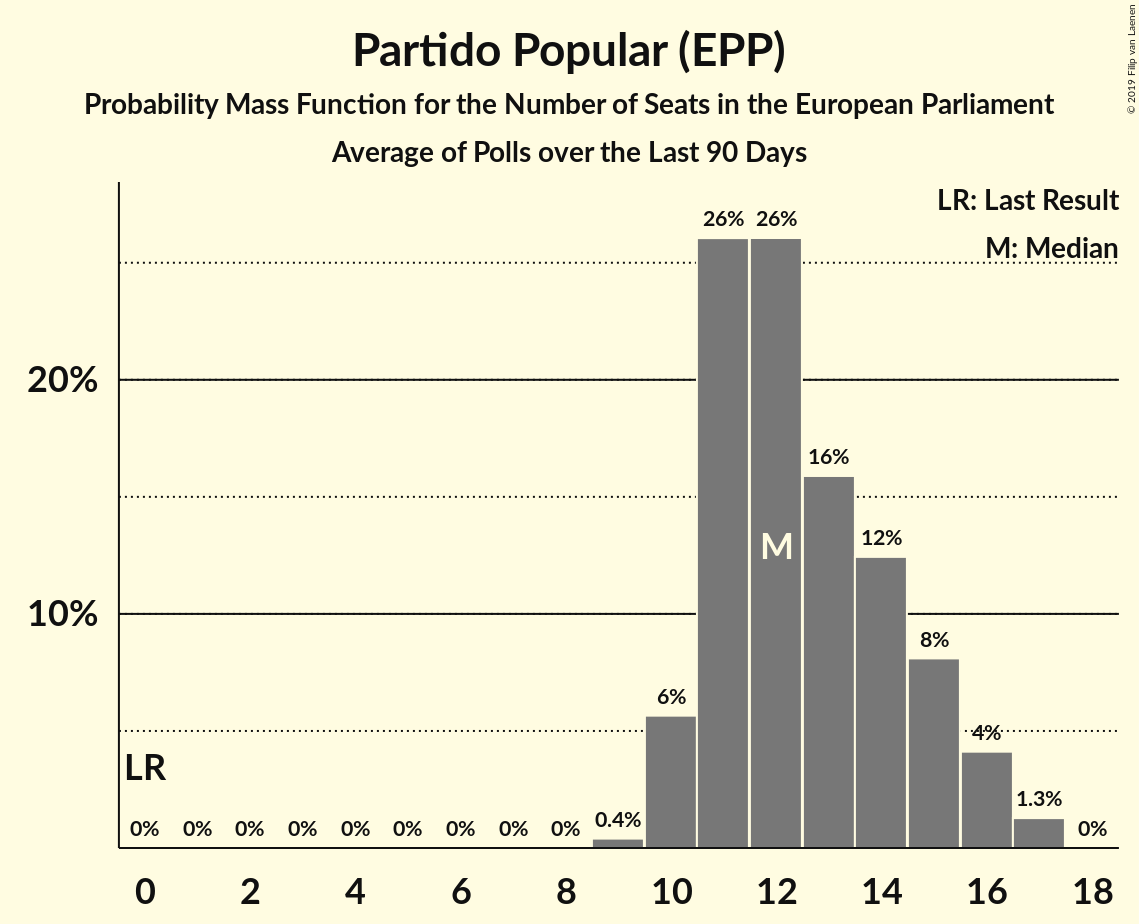 Partido Popular (EPP)
Probability Mass Function for the Number of Seats in the European Parliament
Average of Polls over the Last 90 Days
© 2019 Filip van Laenen
LR: Last Result
M: Median
26% 26%
20%
16%
M
12%
10%
8%
6%
4%
LR
1.3%
0.4%
0% 0% 0% 0% 0% 0% 0% 0% 0% 0%
0 2 4 6 8 10 12 14 16 18